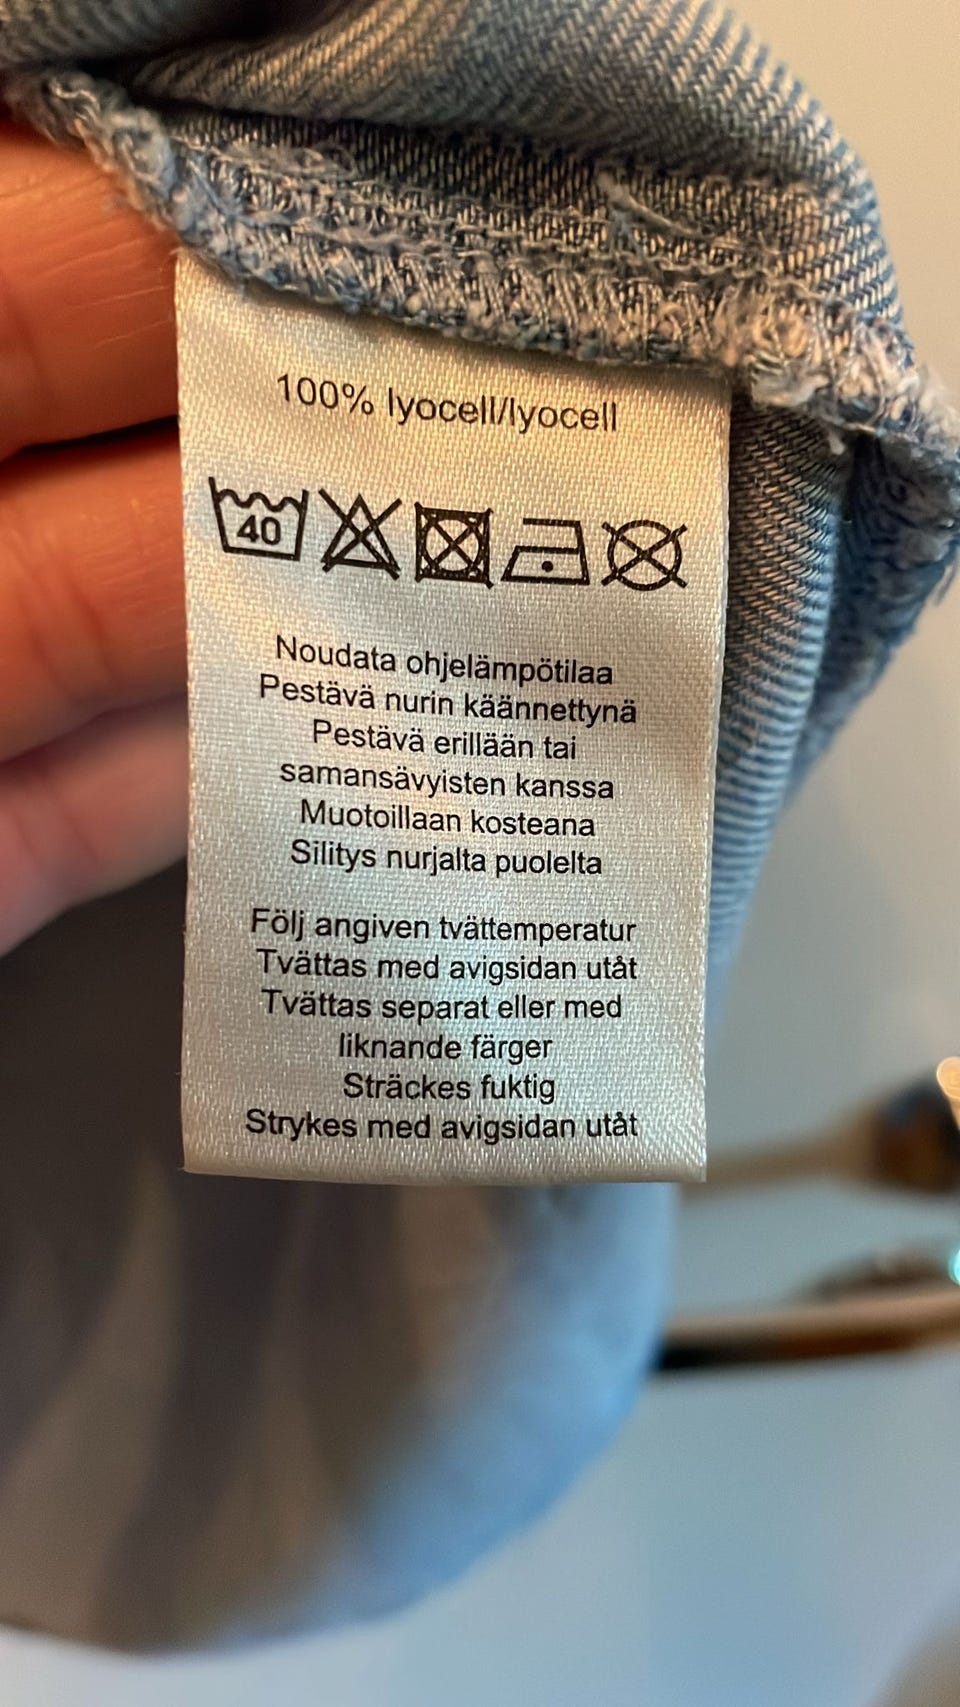 100% lyocell/lyocell
40
Noudata ohjelämpötilaa
Pestävä nurin käännettynä
Pestävä erillään tai
samansävyisten kanssa
Muotoillaan kosteana
Silitys nurjalta puolelta
Följ angiven tvättemperatur
Tvättas med avigsidan utåt
Tvättas separat eller med
liknande färger
Sträckes fuktig
Strykes med avigsidan utåt